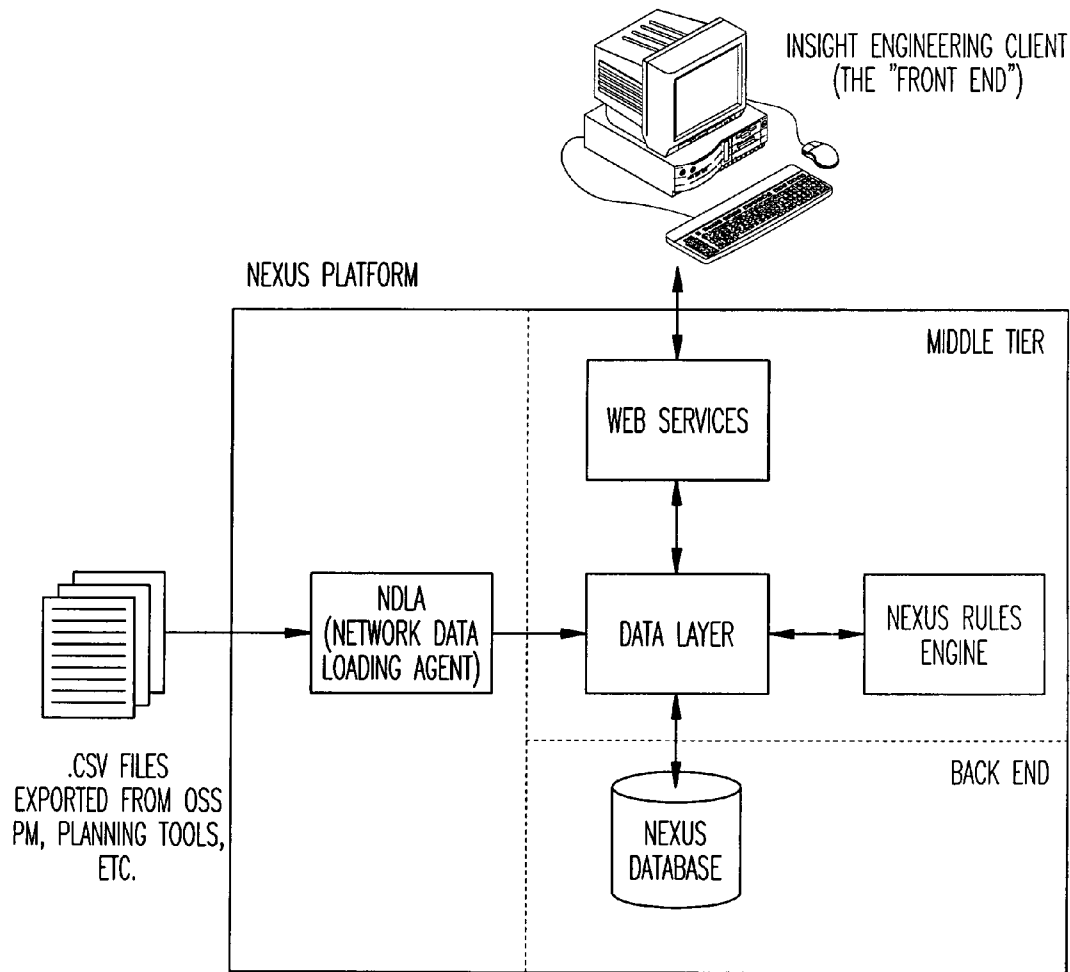 INSIGHT ENGINEERING CLIENT
(THE "FRONT END")
NEXUS PLATFORM
MIDDLE TIER
WEB SERVICES
NDLA
(NETWORK DATA
LOADING AGENT)
DATA LAYER
NEXUS RULES
ENGINE
.CSV FILES
EXPORTED FROM OSS
PM, PLANNING TOOLS,
ETC.
BACK END
NEXUS
DATABASE